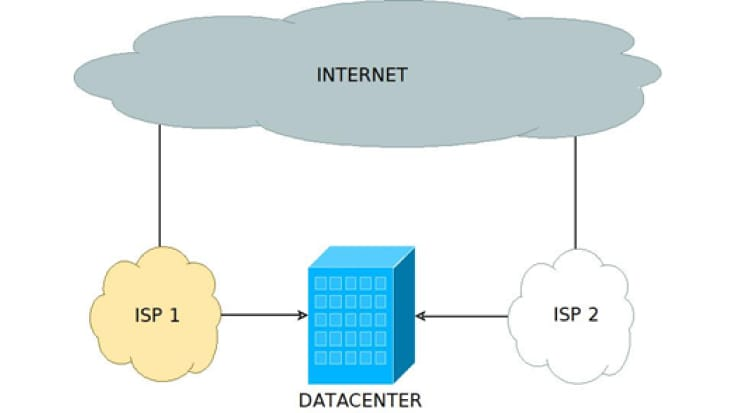 INTERNET
ISP 1
ISP 2
DATACENTER